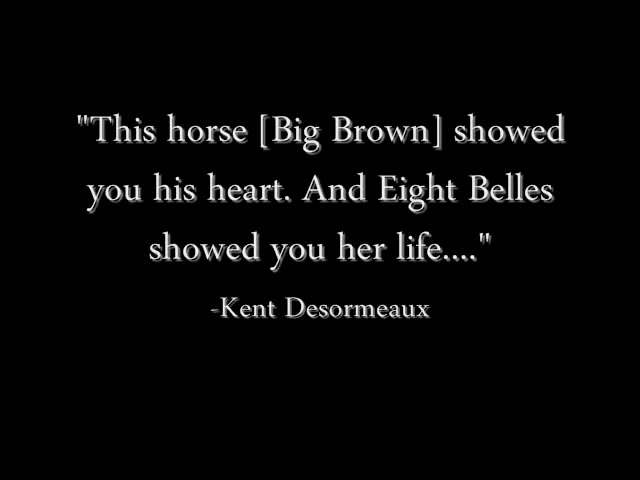 "This horse [Big Brown] showed
you his heart. And Eight Belles
showed you her life...."
-Kent Desormeaux